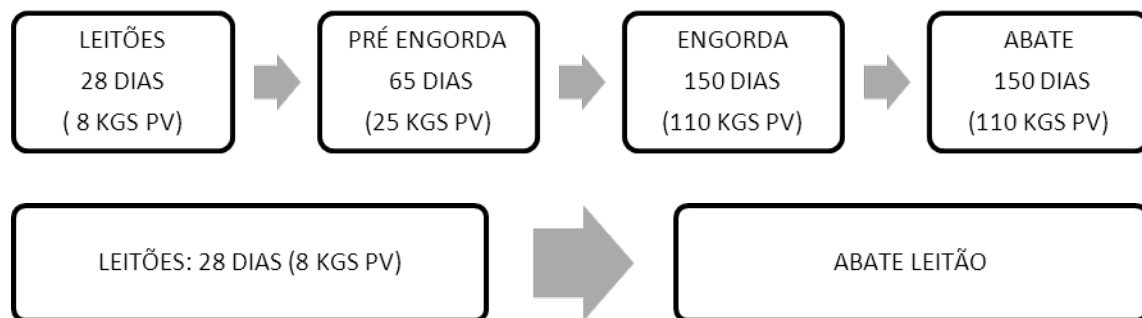 LEITÕES
28 DIAS
( 8 KGS PV)
PRÉ ENGORDA
65 DIAS
(25 KGS PV)
ENGORDA
150 DIAS
(110 KGS PV)
ABATE
150 DIAS
(110 KGS PV)
LEITÕES: 28 DIAS (8 KGS PV)
ABATE LEITÃO